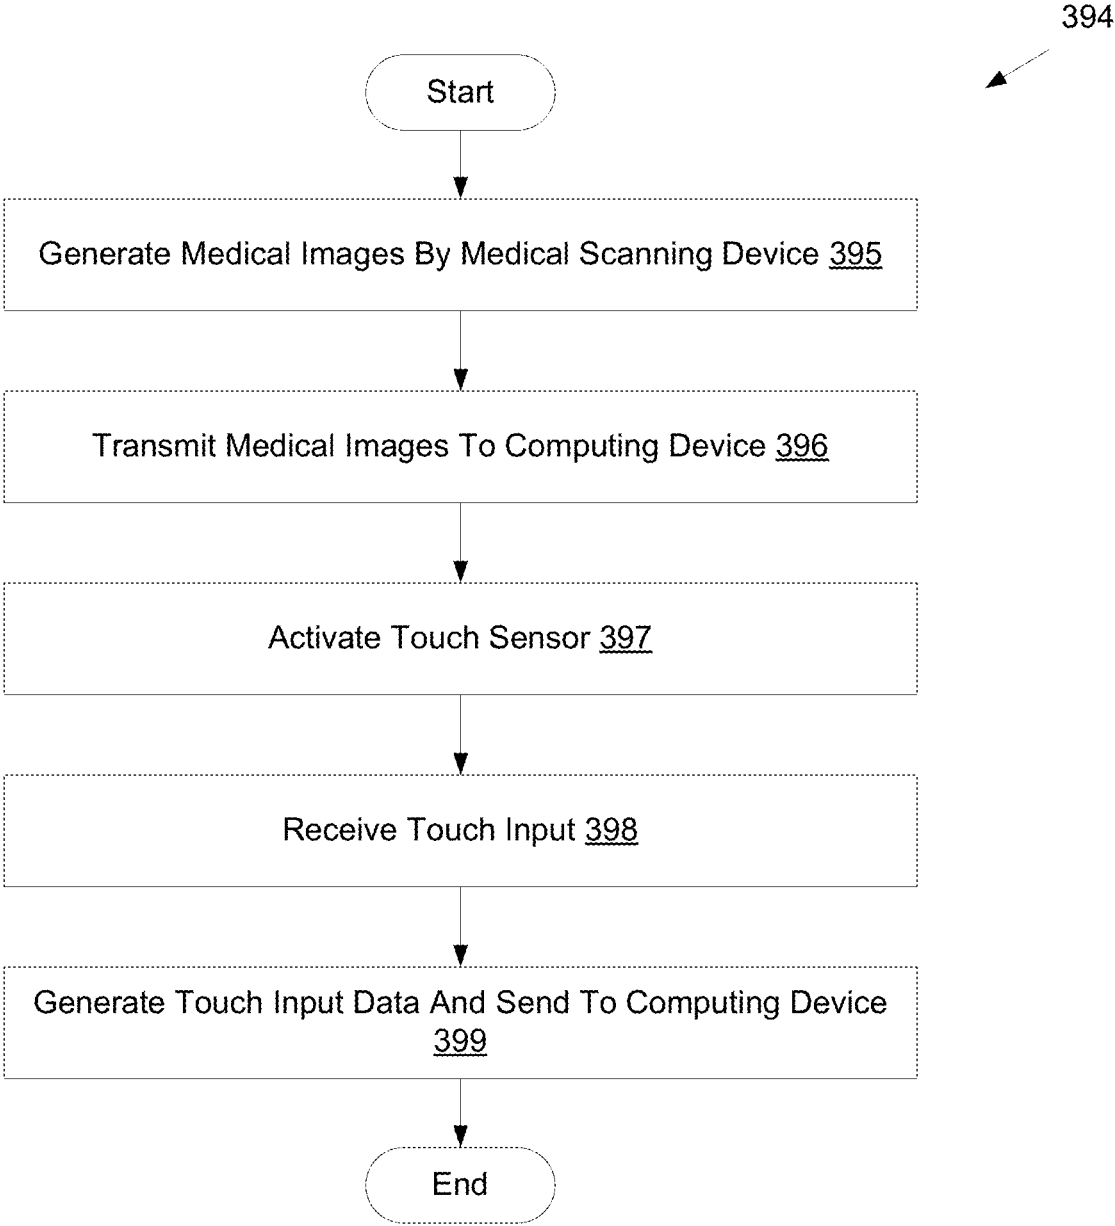 394
Start
Generate Medical Images By Medical Scanning Device 395
Transmit Medical Images To Computing Device 396
Activate Touch Sensor 397
Receive Touch Input 398
Generate Touch Input Data And Send To Computing Device
399
End